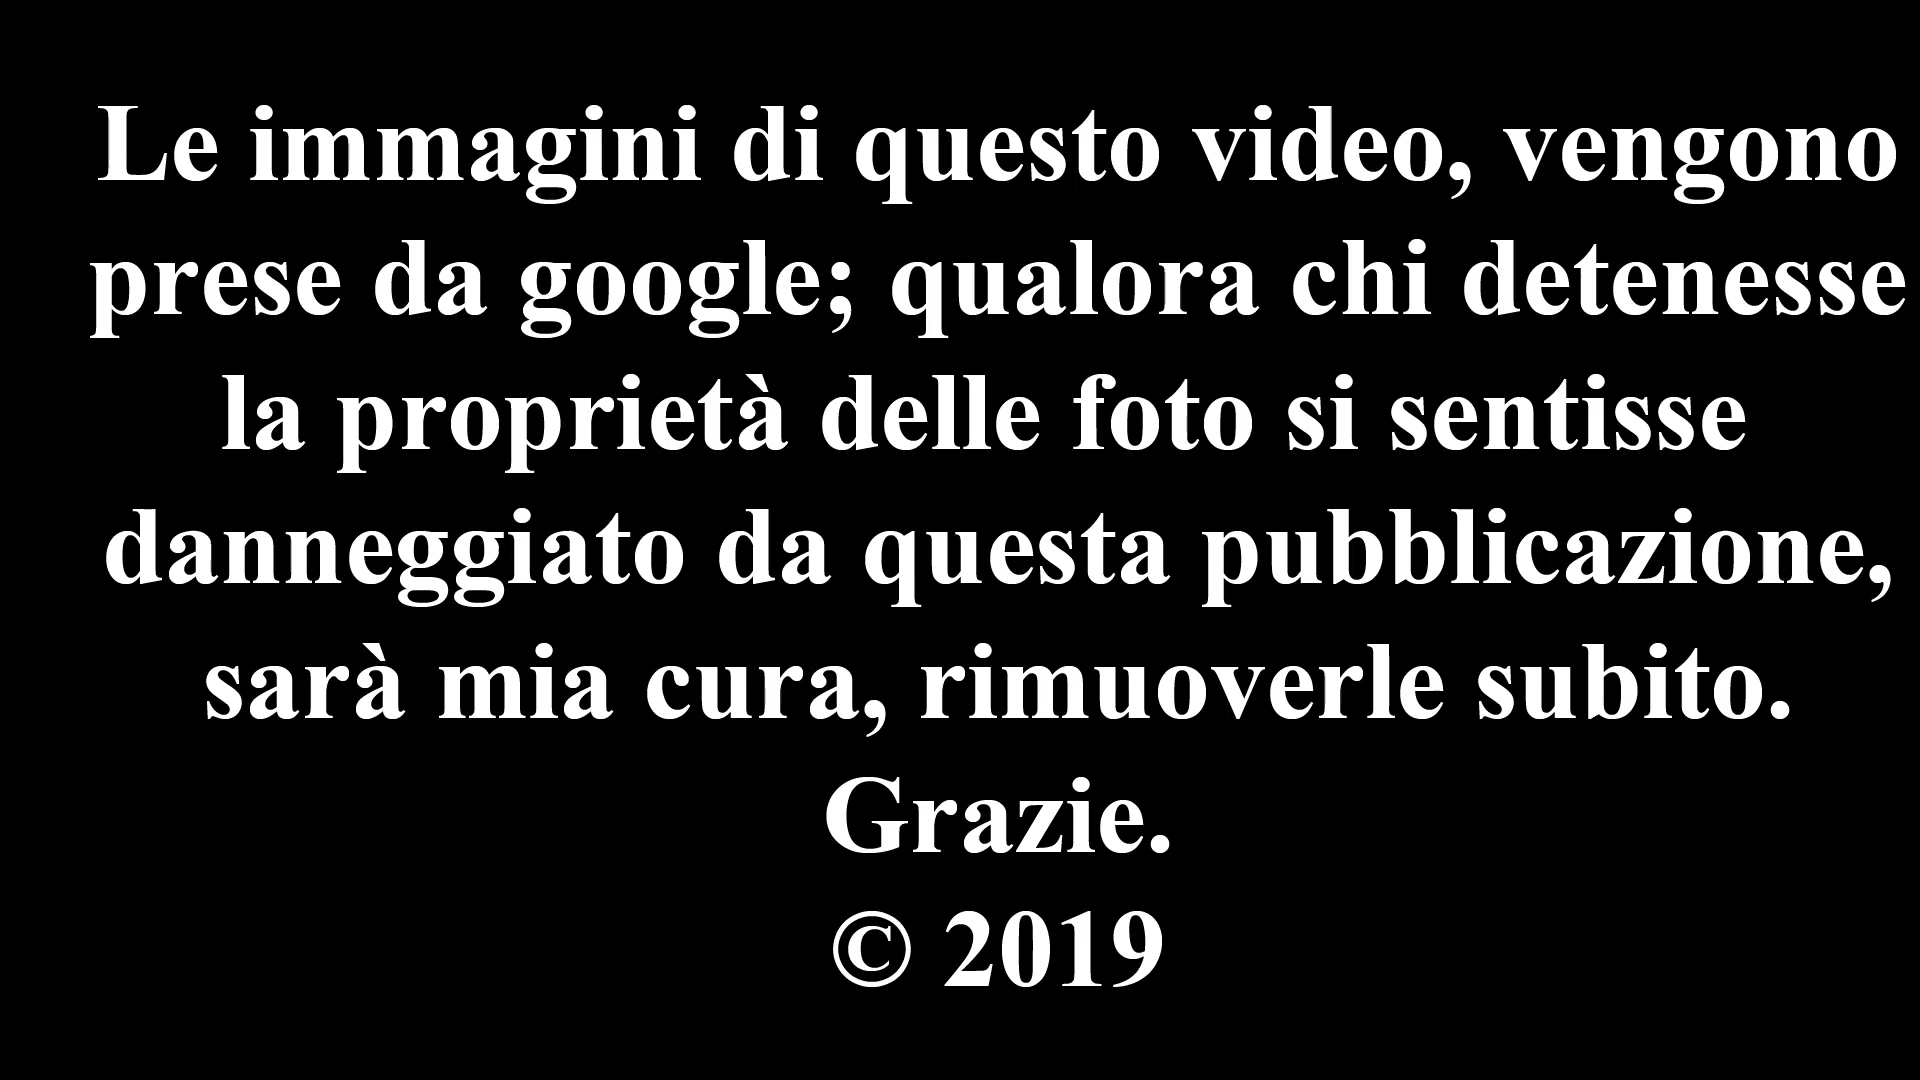 Le immagini di questo video, vengono
prese da google; qualora chi detenesse
la proprietà delle foto si sentisse
danneggiato da questa pubblicazione,
sarà mia cura, rimuoverle subito.
Grazie.
© 2019